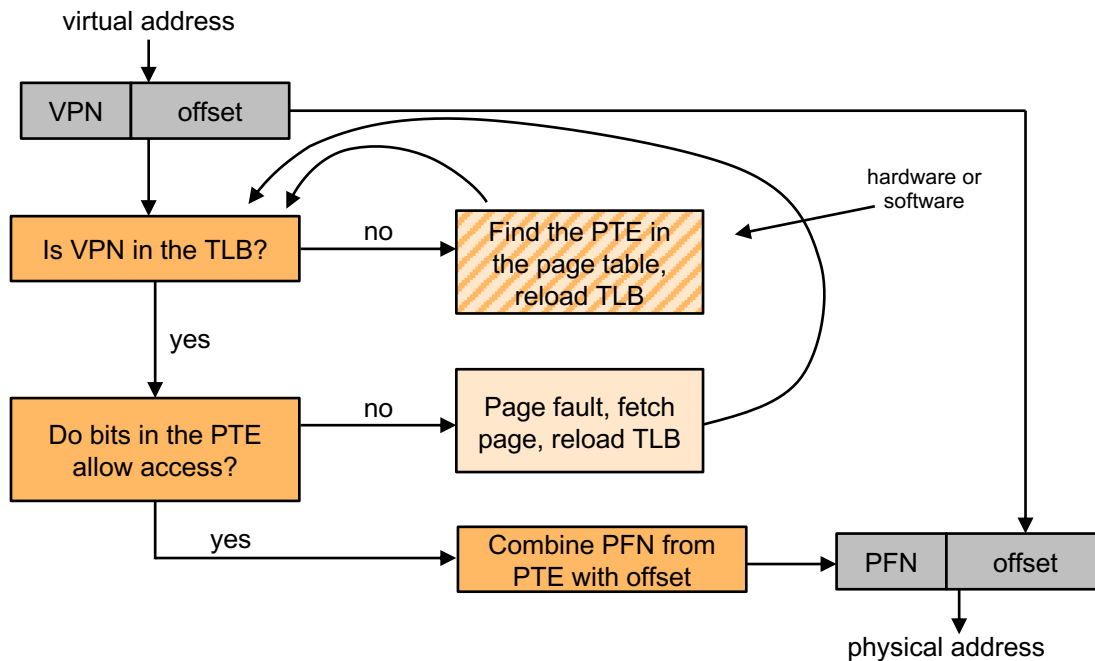 virtual address
VPN offset
hardware or
software
Is VPN in the TLB?
no
Find the PTE in
the page table,
reload TLB
yes
Do bits in the PTE
allow access?
no
Page fault, fetch
page, reload TLB
yes
Combine PFN from
PTE with offset
PFN offset
physical address